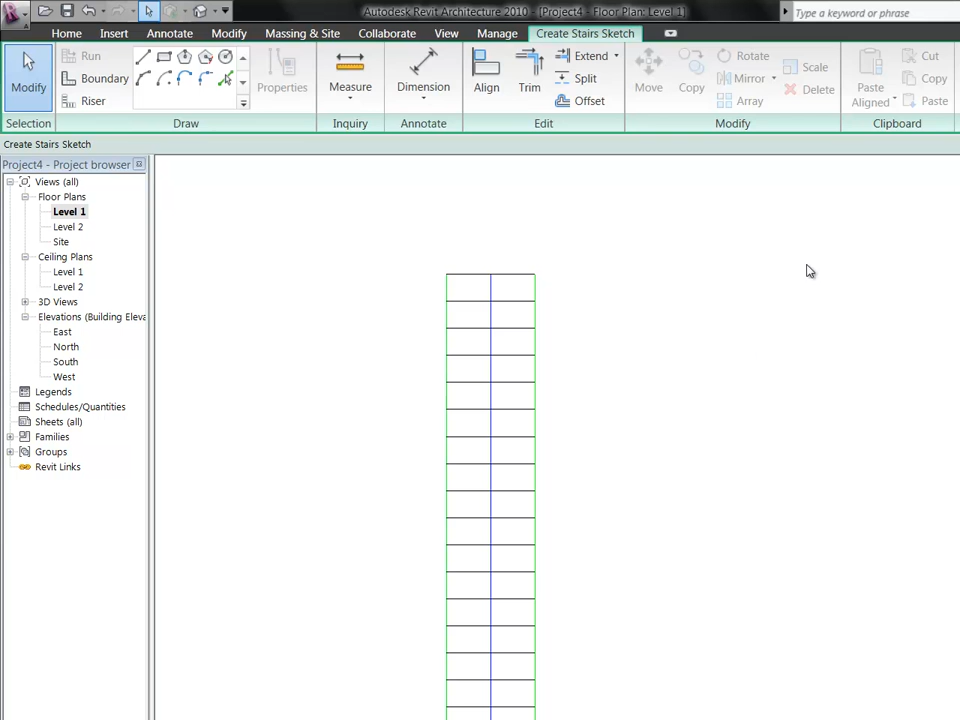 Autodesk Revit Architecture 2010 - [Project4 - Floor Plan: Level 1]
Type a keyword or phrase
Home Insert Annotate Modify Massing & Site Collaborate View Manage Create Stairs Sketch
Modify
Run
Boundary
Riser
Properties
Measure
Dimension
Align
Trim
Extend
Split
Offset
Move
Copy
Rotate
Mirror
Array
Scale
Delete
Paste
Aligned
Cut
Copy
Paste
Selection Draw Inquiry Annotate Edit Modify Clipboard
Create Stairs Sketch
Project4 - Project browser
Views (all)
Floor Plans
Level 1
Level 2
Site
Ceiling Plans
Level 1
Level 2
3D Views
Elevations (Building Eleva
East
North
South
West
Legends
Schedules/Quantities
Sheets (all)
Families
Groups
Revit Links